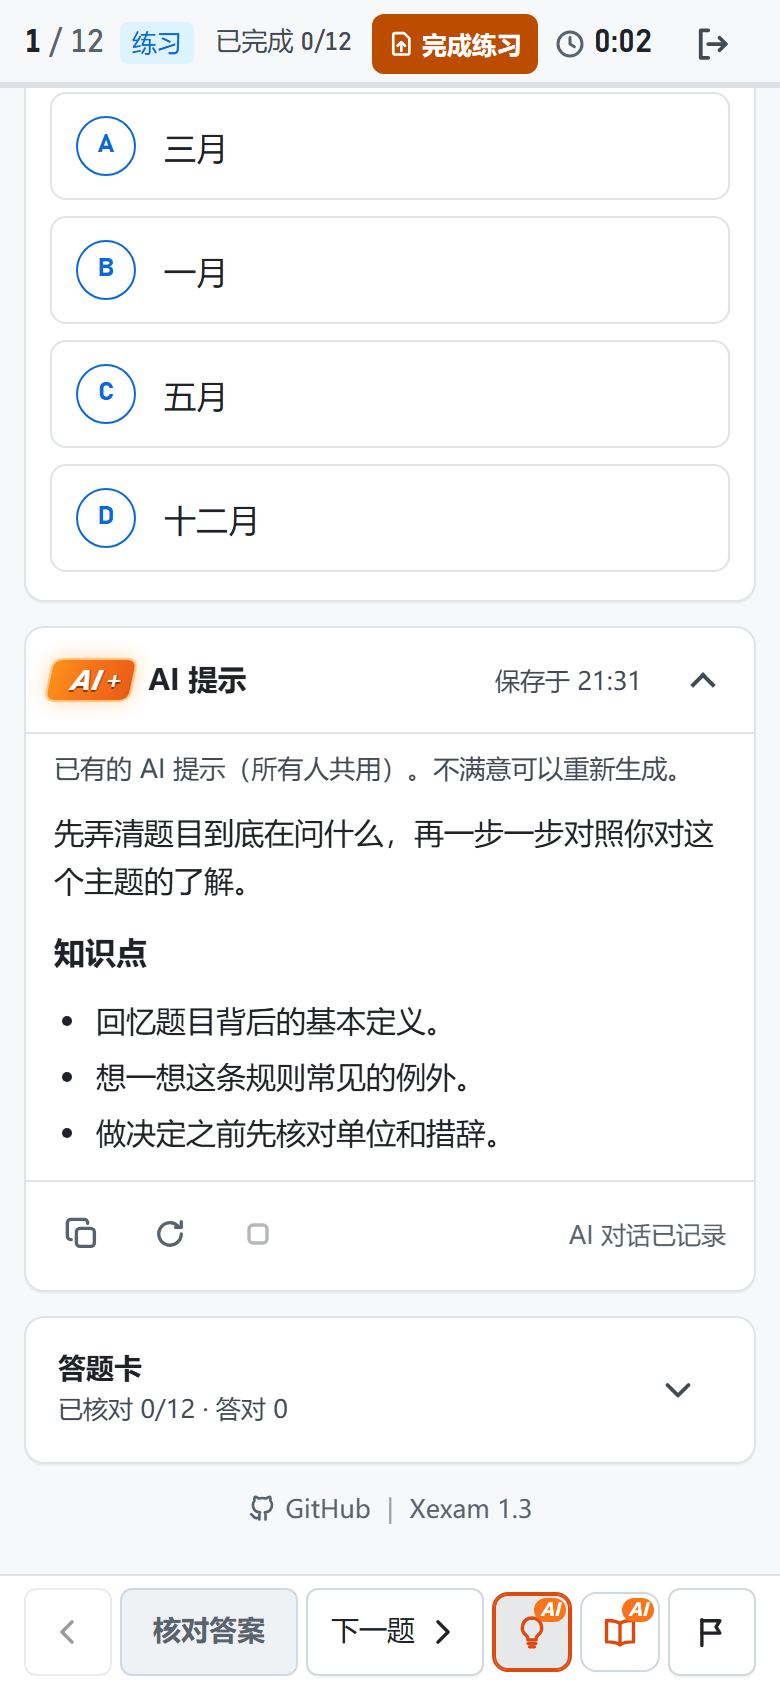 1 / 12 练习 已完成 0/12 完成练习 0:02
A 三月
B 一月
C 五月
D 十二月
AI+ AI 提示 保存于 21:31
已有的 AI 提示（所有人共用）。不满意可以重新生成。
先弄清题目到底在问什么，再一步一步对照你对这
个主题的了解。
知识点
• 回忆题目背后的基本定义。
• 想一想这条规则常见的例外。
• 做决定之前先核对单位和措辞。
AI 对话已记录
答题卡
已核对 0/12 · 答对 0
GitHub | Xexam 1.3
核对答案 下一题 AI AI